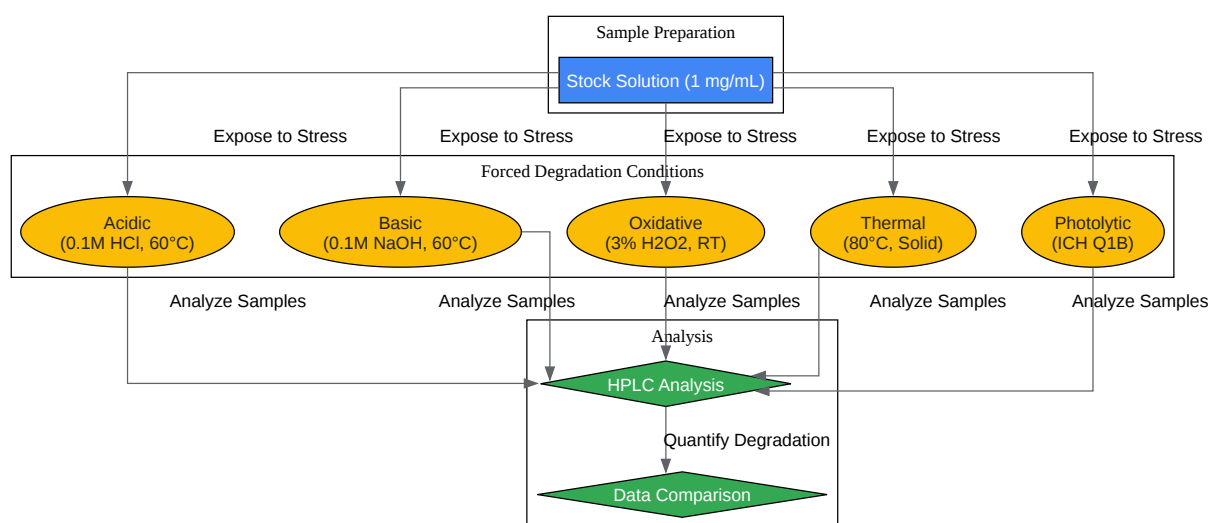 Sample Preparation
Stock Solution (1 mg/mL)
Expose to Stress
Expose to Stress
Expose to Stress
Expose to Stress
Expose to Stress
Forced Degradation Conditions
Acidic
(0.1M HCl, 60°C)
Basic
(0.1M NaOH, 60°C)
Oxidative
(3% H2O2, RT)
Thermal
(80°C, Solid)
Photolytic
(ICH Q1B)
Analyze Samples
Analyze Samples
Analyze Samples
Analyze Samples
Analyze Samples
Analysis
HPLC Analysis
Quantify Degradation
Data Comparison